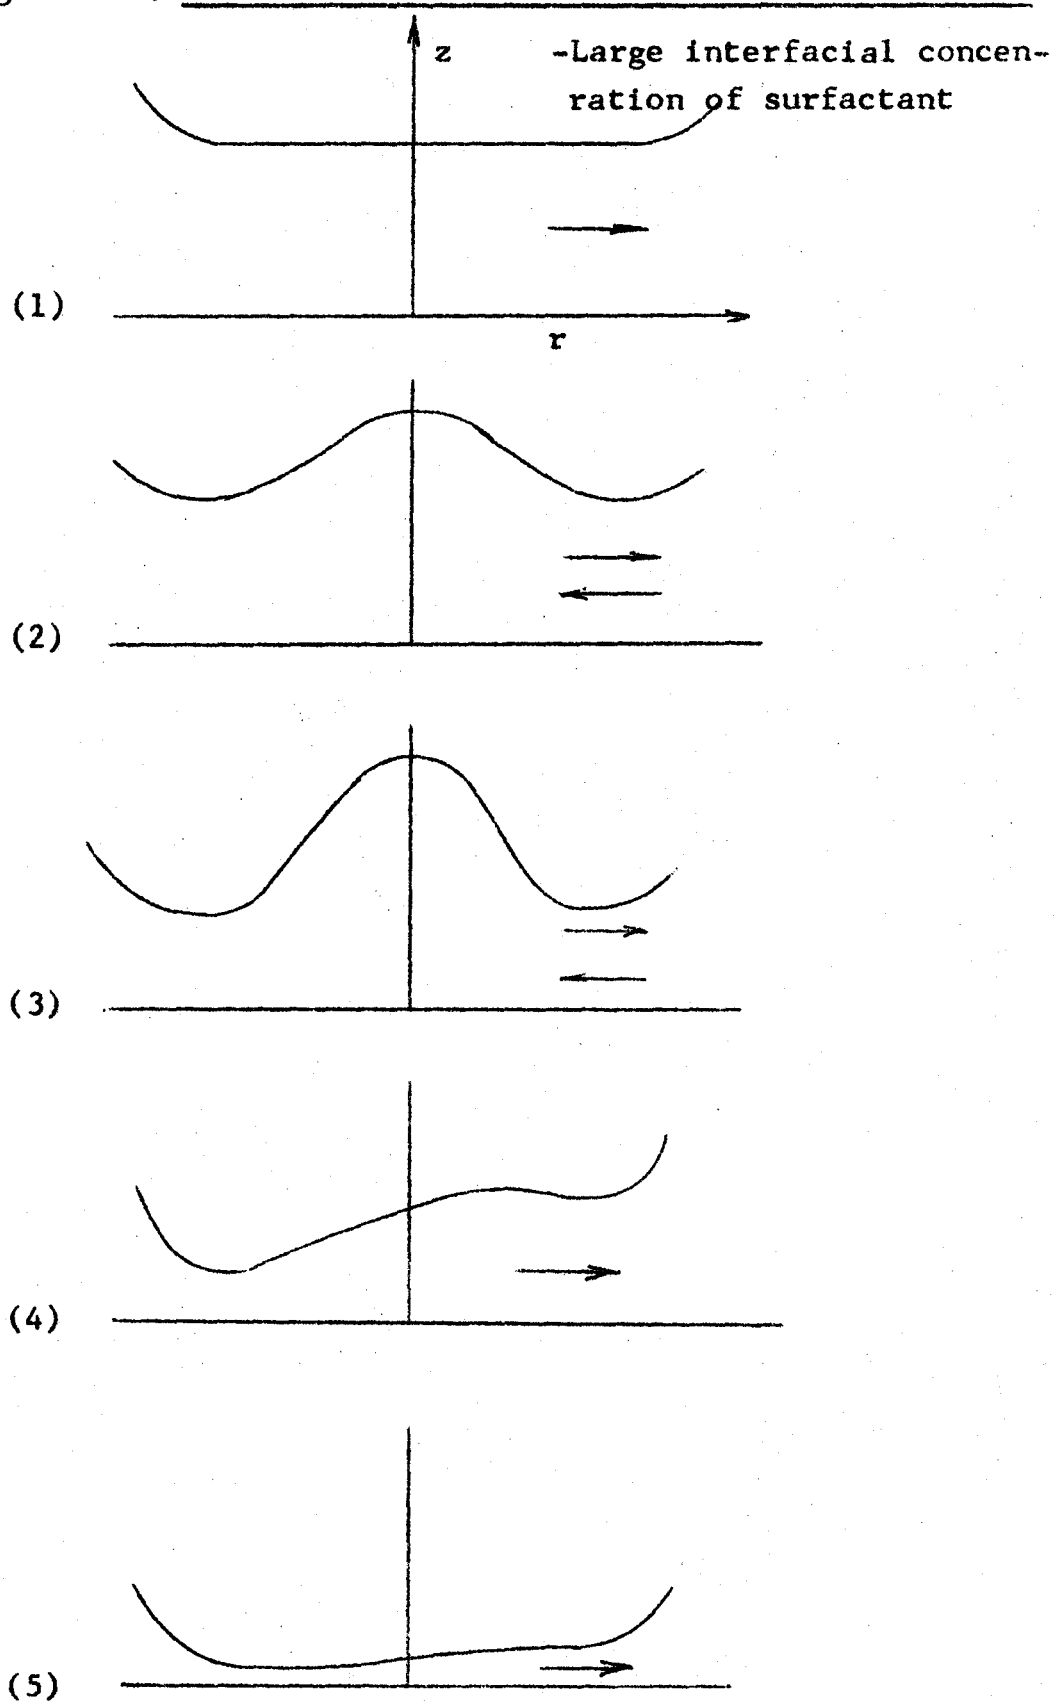 z
-Large interfacial concen-
ration of surfactant
(1)
r
(2)
(3)
(4)
(5)